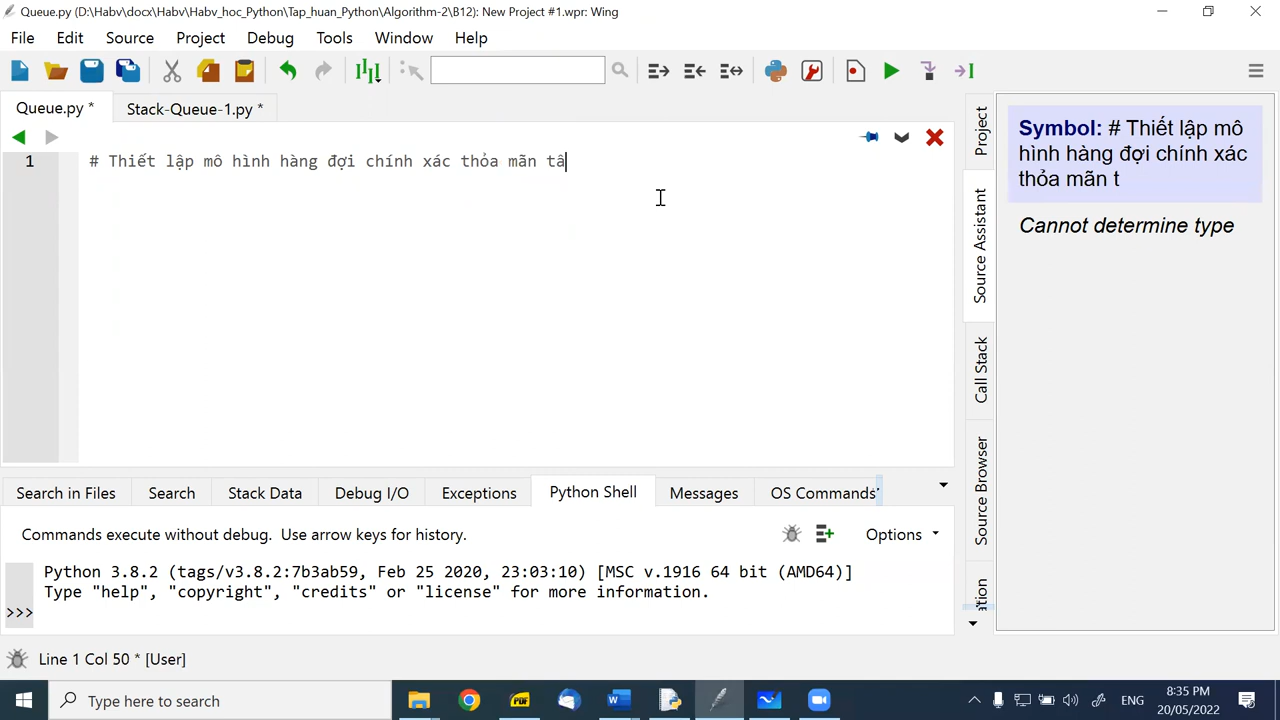 Queue.py (D:\Habv\docx\Habv\Habv_hoc_Python\Tap_huan_Python\Algorithm-2\B12): New Project #1.wpr: Wing
File Edit Source Project Debug Tools Window Help
Queue.py * Stack-Queue-1.py *
1 # Thiết lập mô hình hàng đợi chính xác thỏa mãn tâ
Project
Source Assistant
Call Stack
Source Browser
Symbol: # Thiết lập mô
hình hàng đợi chính xác
thỏa mãn t
Cannot determine type
Search in Files Search Stack Data Debug I/O Exceptions Python Shell Messages OS Commands
Commands execute without debug. Use arrow keys for history. Options
Python 3.8.2 (tags/v3.8.2:7b3ab59, Feb 25 2020, 23:03:10) [MSC v.1916 64 bit (AMD64)]
Type "help", "copyright", "credits" or "license" for more information.
>>>
Line 1 Col 50 * [User]
Type here to search
PDF
ENG
8:35 PM
20/05/2022